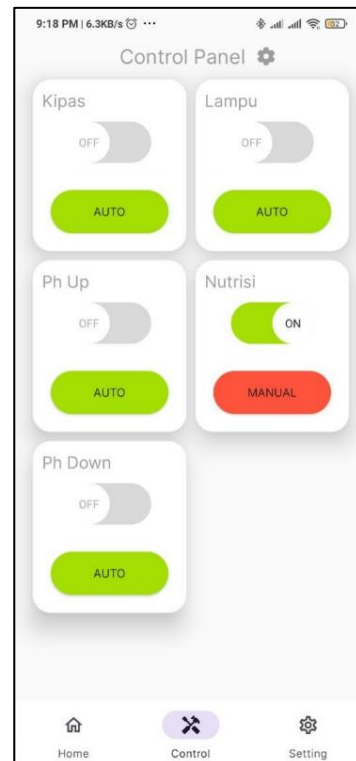 9:18 PM | 6.3KB/s ... 82
Control Panel
Kipas
OFF
AUTO
Lampu
OFF
AUTO
Ph Up
OFF
AUTO
Nutrisi
ON
MANUAL
Ph Down
OFF
AUTO
Home Control Setting